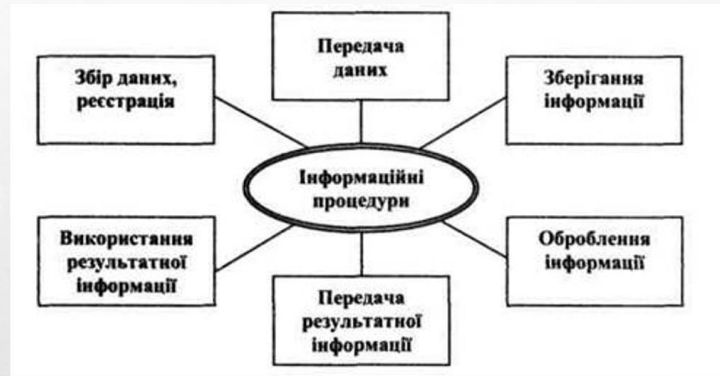 Передача
даних
Збір даних,
реєстрація
Зберігання
інформації
Інформаційні
процедури
Використання
результатної
інформації
Оброблення
інформації
Передача
результатної
інформації